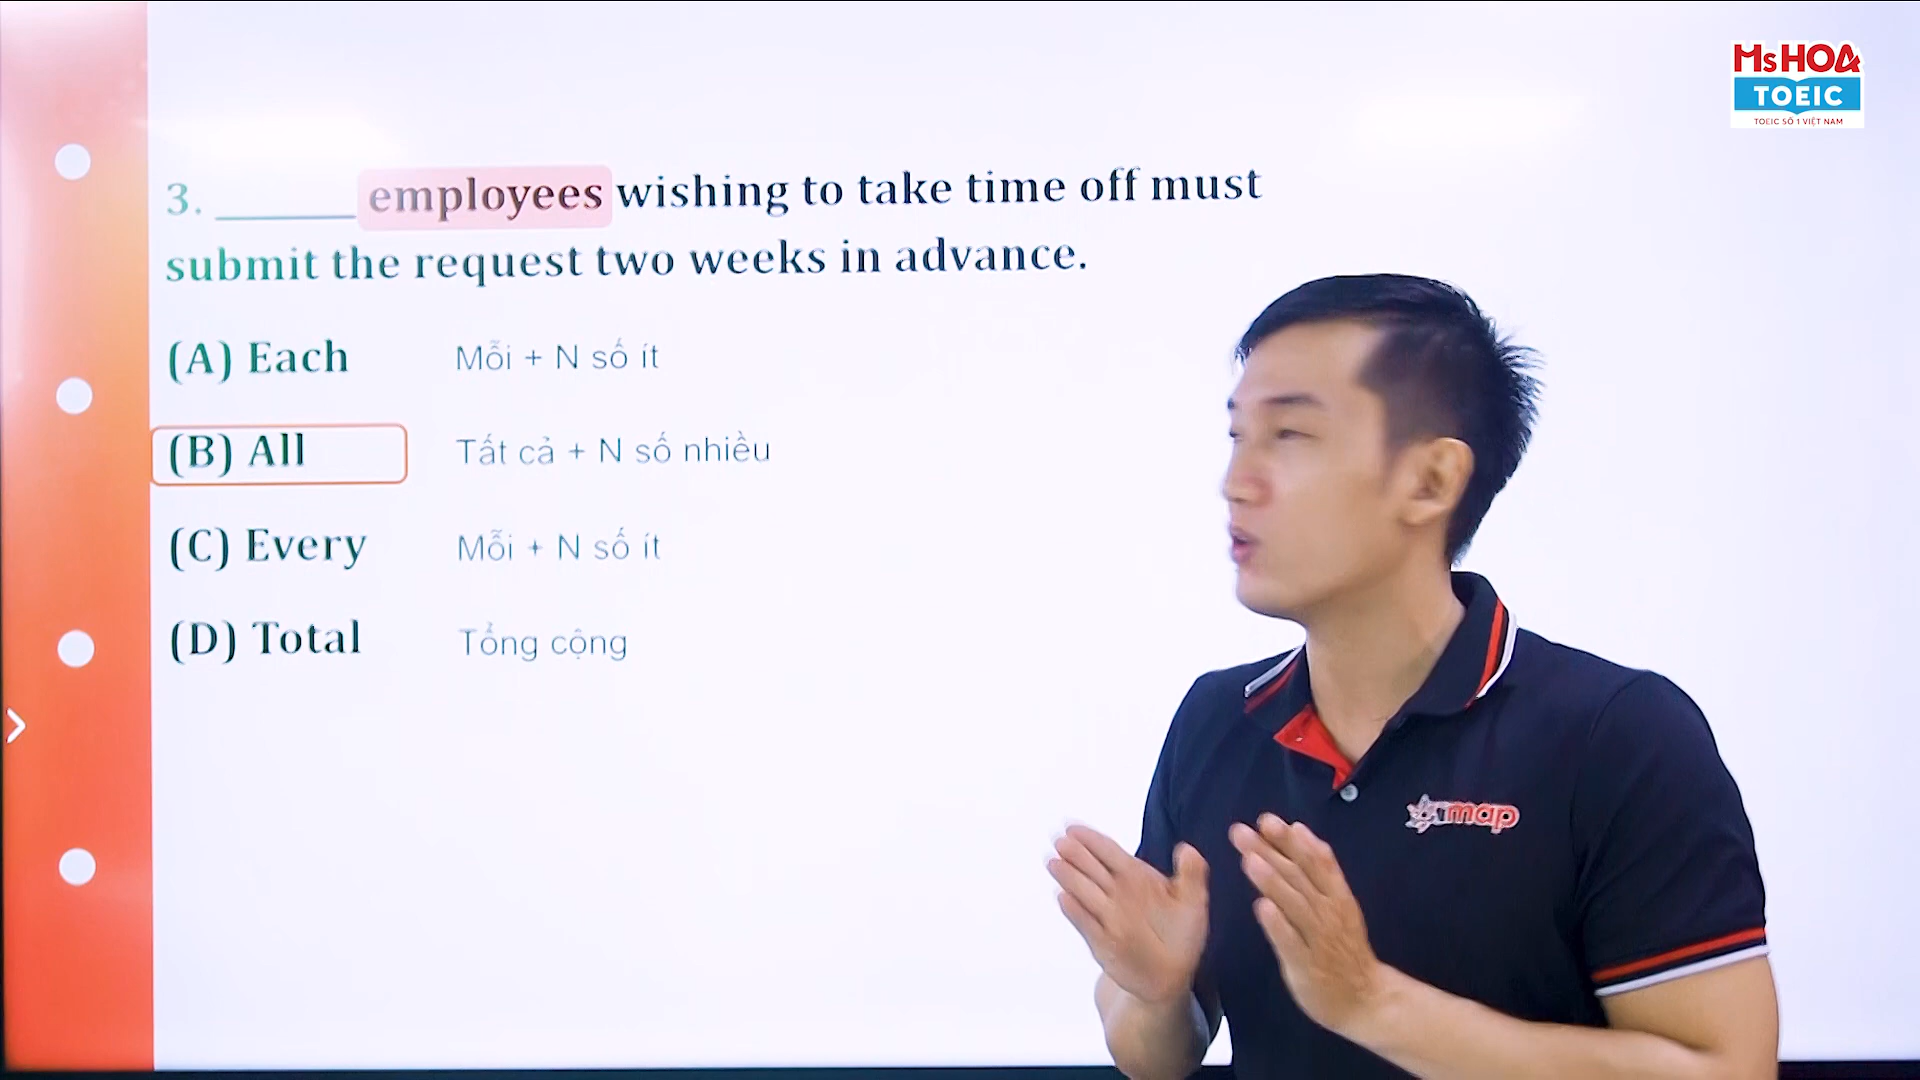 MsHOA
TOEIC
TOEIC SỐ 1 VIỆT NAM
3. ______ employees wishing to take time off must
submit the request two weeks in advance.
(A) Each Mỗi + N số ít
(B) All Tất cả + N số nhiều
(C) Every Mỗi + N số ít
(D) Total Tổng cộng
map